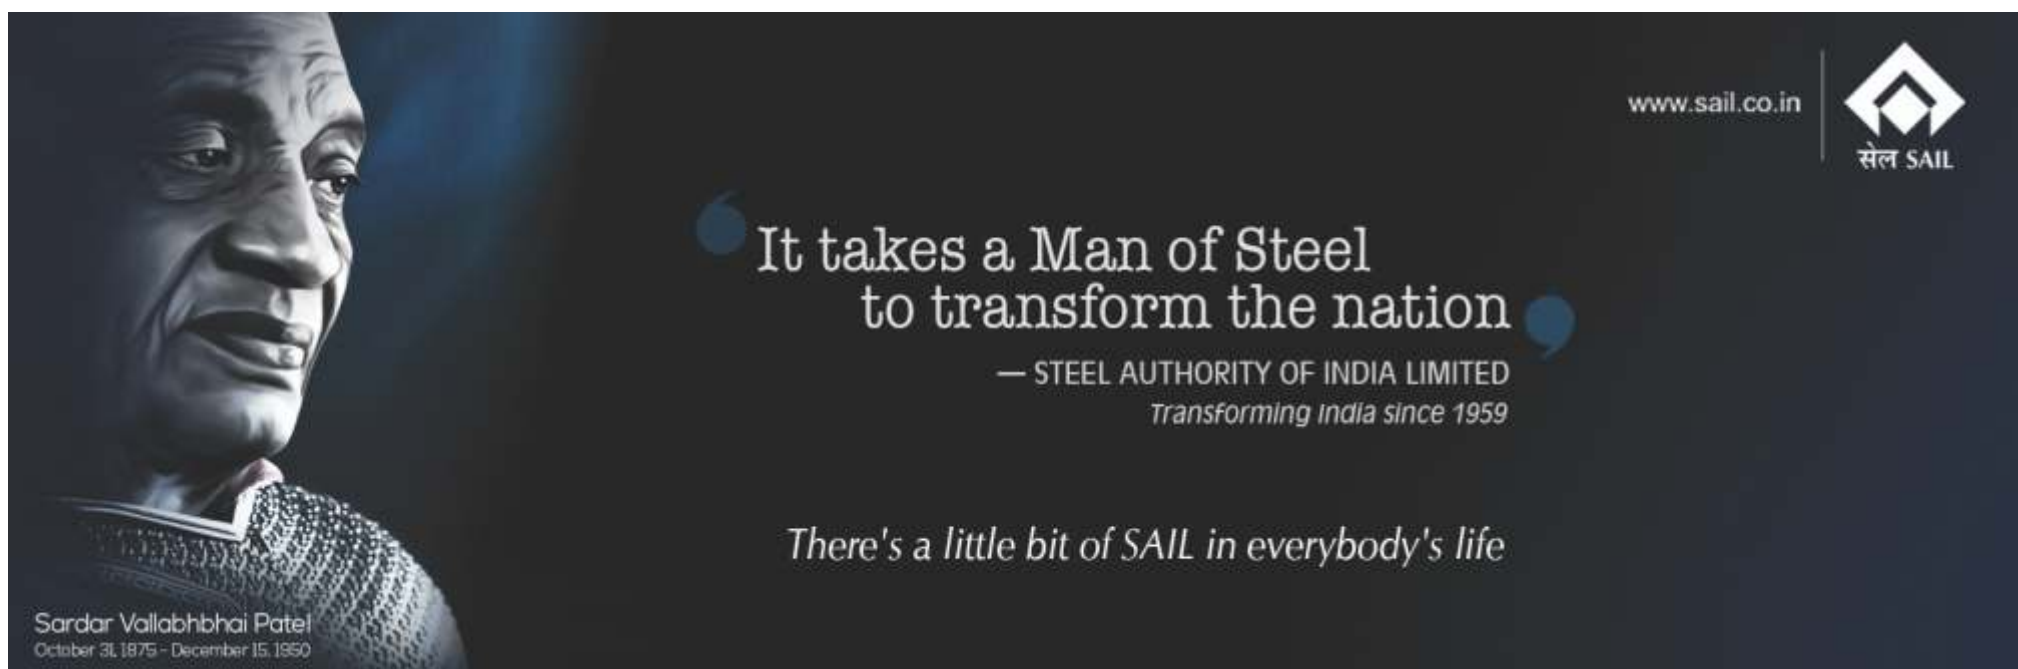 www.sail.co.in
सेल SAIL
‘It takes a Man of Steel
to transform the nation’
— STEEL AUTHORITY OF INDIA LIMITED
Transforming India since 1959
There's a little bit of SAIL in everybody's life
Sardar Vallabhbhai Patel
October 31, 1875 - December 15, 1950